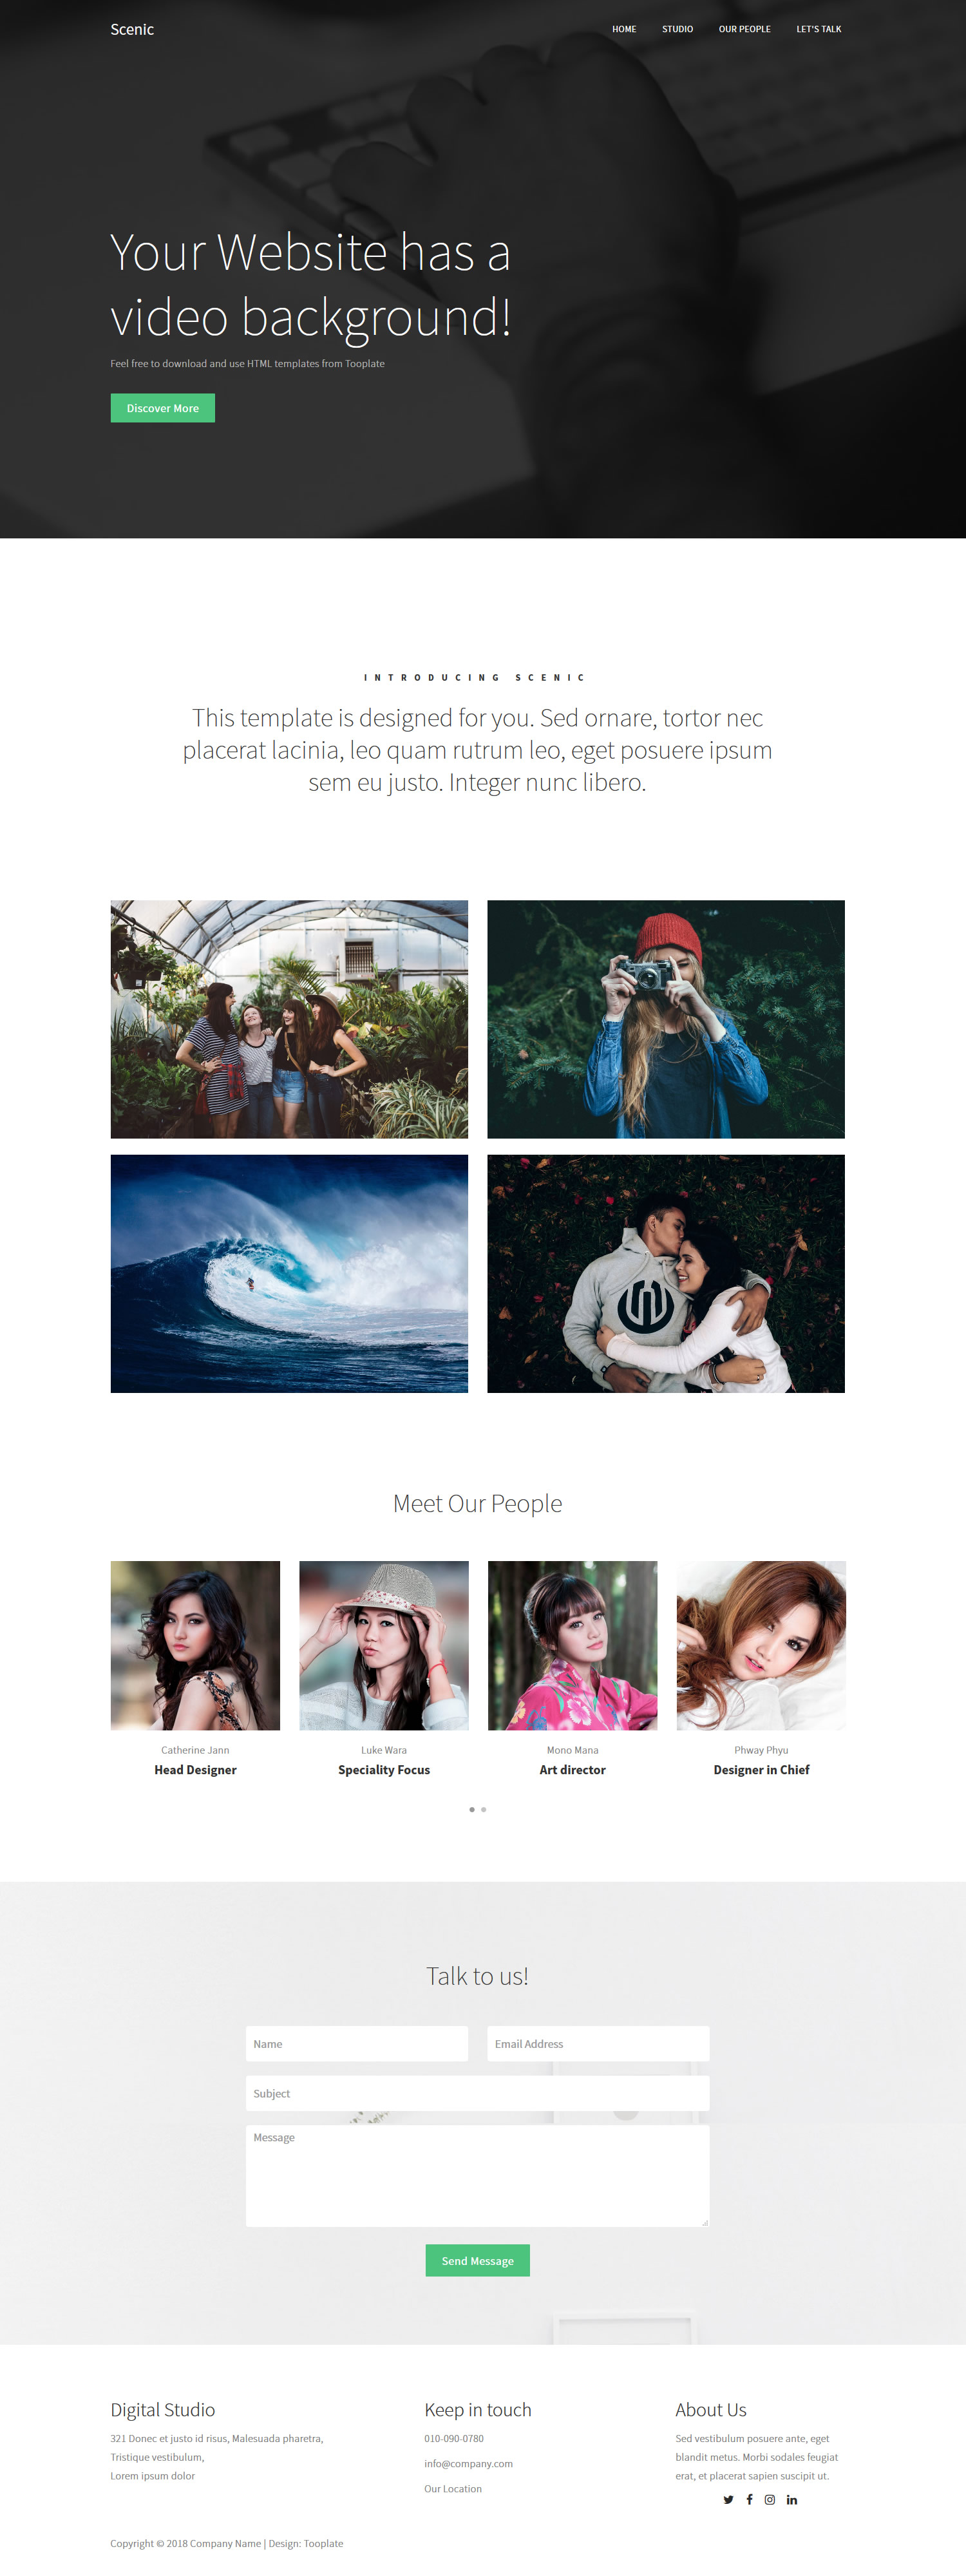 Scenic
HOME
STUDIO
OUR PEOPLE
LET'S TALK
Your Website has a
video background!
Feel free to download and use HTML templates from Tooplate
Discover More
INTRODUCING SCENIC
This template is designed for you. Sed ornare, tortor nec
placerat lacinia, leo quam rutrum leo, eget posuere ipsum
sem eu justo. Integer nunc libero.
Meet Our People
Catherine Jann
Head Designer
Luke Wara
Speciality Focus
Mono Mana
Art director
Phway Phyu
Designer in Chief
Talk to us!
Name
Email Address
Subject
Message
Send Message
Digital Studio
321 Donec et justo id risus, Malesuada pharetra,
Tristique vestibulum,
Lorem ipsum dolor
Keep in touch
010-090-0780
info@company.com
Our Location
About Us
Sed vestibulum posuere ante, eget
blandit metus. Morbi sodales feugiat
erat, et placerat sapien suscipit ut.
Copyright © 2018 Company Name | Design: Tooplate